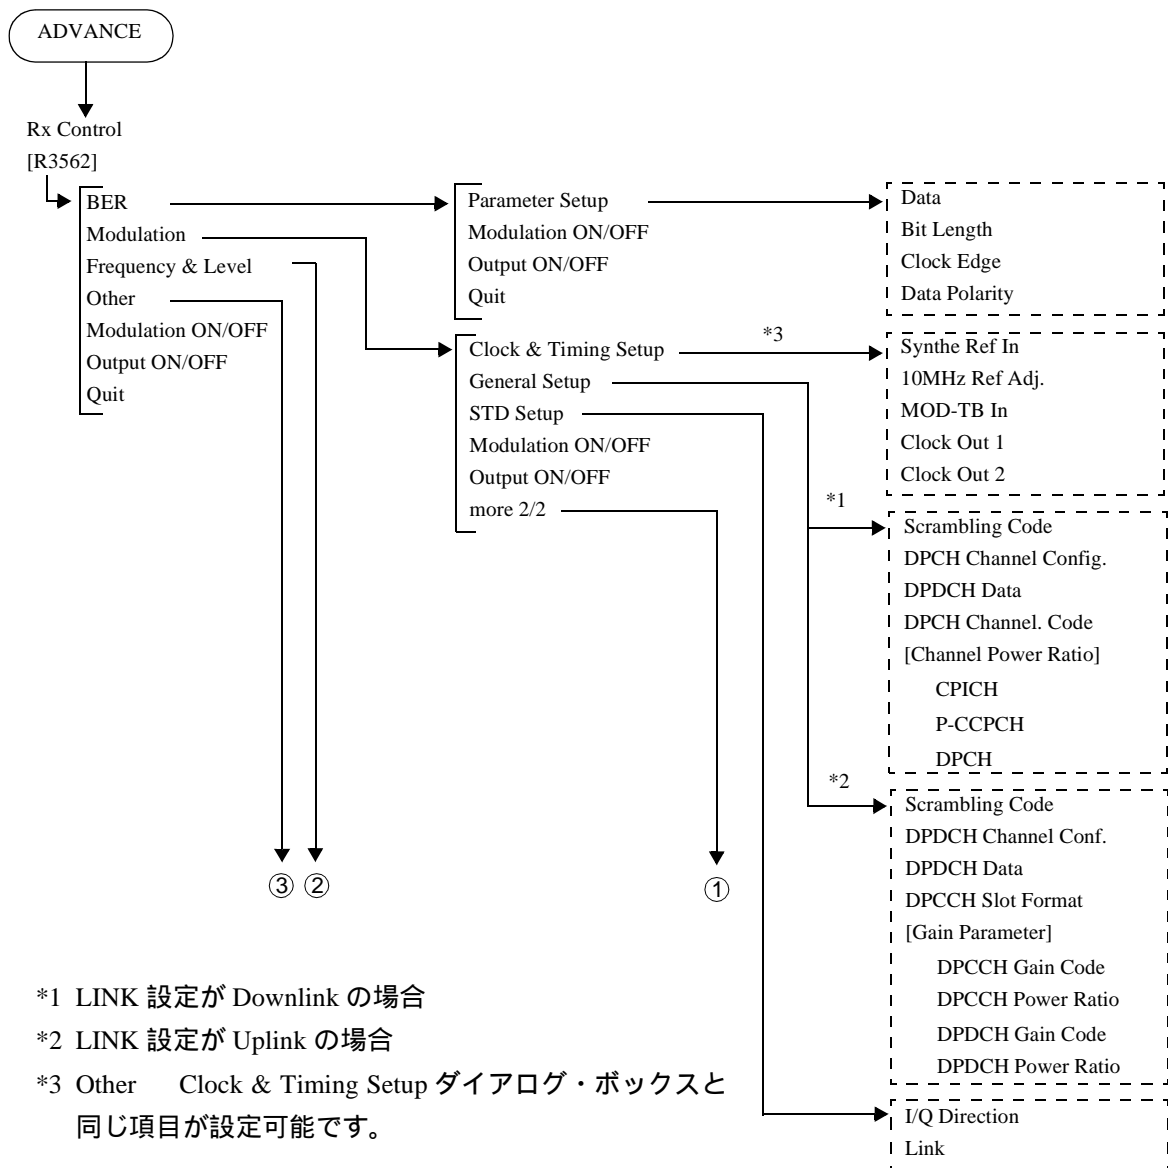 ADVANCE
Rx Control
[R3562]
BER
Modulation
Frequency & Level
Other
Modulation ON/OFF
Output ON/OFF
Quit
Parameter Setup
Modulation ON/OFF
Output ON/OFF
Quit
Data
Bit Length
Clock Edge
Data Polarity
Clock & Timing Setup
General Setup
STD Setup
Modulation ON/OFF
Output ON/OFF
more 2/2
*3
Synthe Ref In
10MHz Ref Adj.
MOD-TB In
Clock Out 1
Clock Out 2
*1
Scrambling Code
DPCH Channel Config.
DPDCH Data
DPCH Channel. Code
[Channel Power Ratio]
CPICH
P-CCPCH
DPCH
*2
Scrambling Code
DPDCH Channel Conf.
DPDCH Data
DPCCH Slot Format
[Gain Parameter]
DPCCH Gain Code
DPCCH Power Ratio
DPDCH Gain Code
DPDCH Power Ratio
I/Q Direction
Link
③ ② ①
*1 LINK 設定が Downlink の場合
*2 LINK 設定が Uplink の場合
*3 Other Clock & Timing Setup ダイアログ・ボックスと
同じ項目が設定可能です。